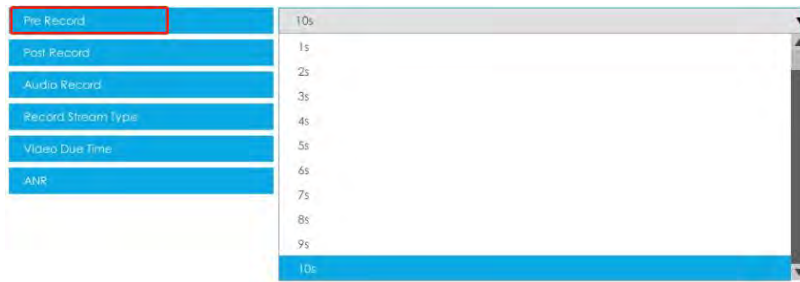 Pre Record
10s
Post Record
Audio Record
Record Stream Type
Video Due Time
ANR
1s
2s
3s
4s
5s
6s
7s
8s
9s
10s